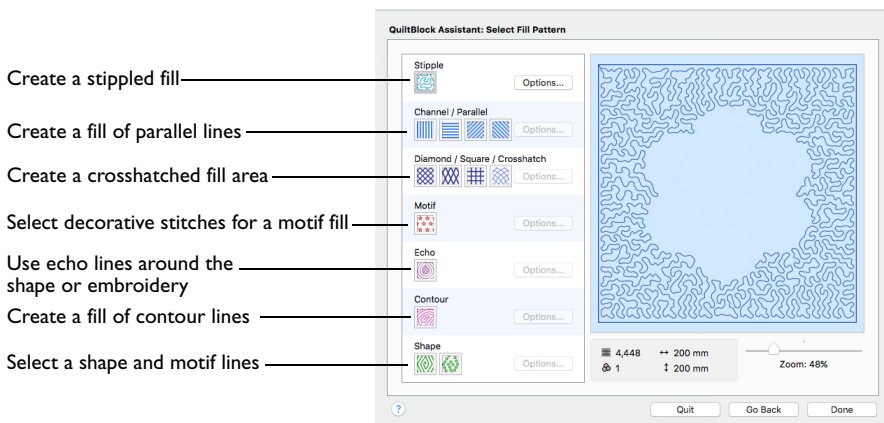 QuiltBlock Assistant: Select Fill Pattern
Create a stippled fill
Stipple
Options...
Create a fill of parallel lines
Channel / Parallel
Options...
Create a crosshatched fill area
Diamond / Square / Crosshatch
Options...
Select decorative stitches for a motif fill
Motif
Options...
Use echo lines around the
shape or embroidery
Echo
Options...
Create a fill of contour lines
Contour
Options...
Select a shape and motif lines
Shape
Options...
4,448
200 mm
1
200 mm
Zoom: 48%
?
Quit
Go Back
Done